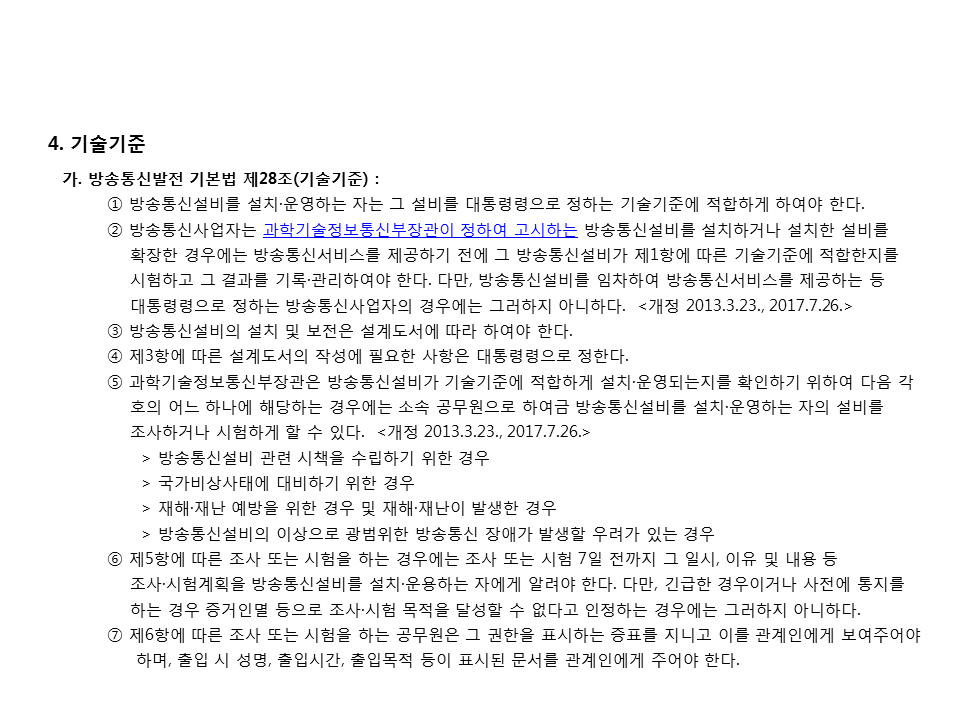 4. 기술기준
가. 방송통신발전 기본법 제28조(기술기준) :
① 방송통신설비를 설치·운영하는 자는 그 설비를 대통령령으로 정하는 기술기준에 적합하게 하여야 한다.
② 방송통신사업자는 과학기술정보통신부장관이 정하여 고시하는 방송통신설비를 설치하거나 설치한 설비를
확장한 경우에는 방송통신서비스를 제공하기 전에 그 방송통신설비가 제1항에 따른 기술기준에 적합한지를
시험하고 그 결과를 기록·관리하여야 한다. 다만, 방송통신설비를 임차하여 방송통신서비스를 제공하는 등
대통령령으로 정하는 방송통신사업자의 경우에는 그러하지 아니하다. <개정 2013.3.23., 2017.7.26.>
③ 방송통신설비의 설치 및 보전은 설계도서에 따라 하여야 한다.
④ 제3항에 따른 설계도서의 작성에 필요한 사항은 대통령령으로 정한다.
⑤ 과학기술정보통신부장관은 방송통신설비가 기술기준에 적합하게 설치·운영되는지를 확인하기 위하여 다음 각
호의 어느 하나에 해당하는 경우에는 소속 공무원으로 하여금 방송통신설비를 설치·운영하는 자의 설비를
조사하거나 시험하게 할 수 있다. <개정 2013.3.23., 2017.7.26.>
> 방송통신설비 관련 시책을 수립하기 위한 경우
> 국가비상사태에 대비하기 위한 경우
> 재해·재난 예방을 위한 경우 및 재해·재난이 발생한 경우
> 방송통신설비의 이상으로 광범위한 방송통신 장애가 발생할 우려가 있는 경우
⑥ 제5항에 따른 조사 또는 시험을 하는 경우에는 조사 또는 시험 7일 전까지 그 일시, 이유 및 내용 등
조사·시험계획을 방송통신설비를 설치·운용하는 자에게 알려야 한다. 다만, 긴급한 경우이거나 사전에 통지를
하는 경우 증거인멸 등으로 조사·시험 목적을 달성할 수 없다고 인정하는 경우에는 그러하지 아니하다.
⑦ 제6항에 따른 조사 또는 시험을 하는 공무원은 그 권한을 표시하는 증표를 지니고 이를 관계인에게 보여주어야
하며, 출입 시 성명, 출입시간, 출입목적 등이 표시된 문서를 관계인에게 주어야 한다.